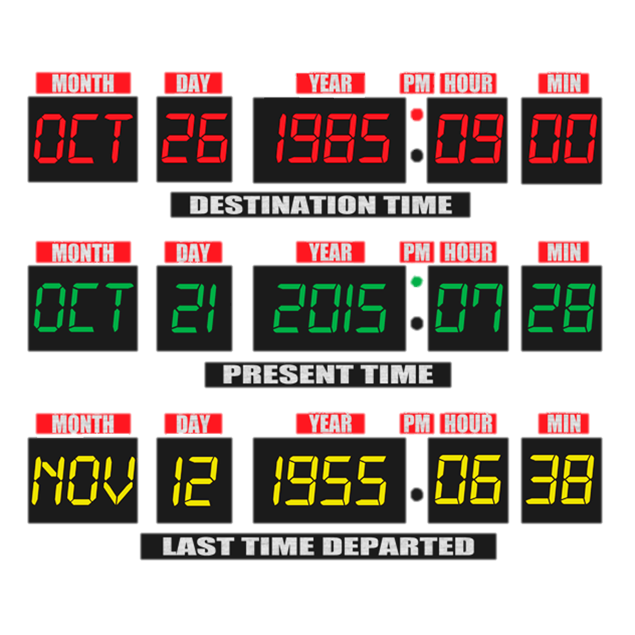 MONTH DAY YEAR PM HOUR MIN
OCT 26 1985 09 00
DESTINATION TIME
MONTH DAY YEAR PM HOUR MIN
OCT 21 2015 07 28
PRESENT TIME
MONTH DAY YEAR PM HOUR MIN
NOV 12 1955 06 38
LAST TIME DEPARTED